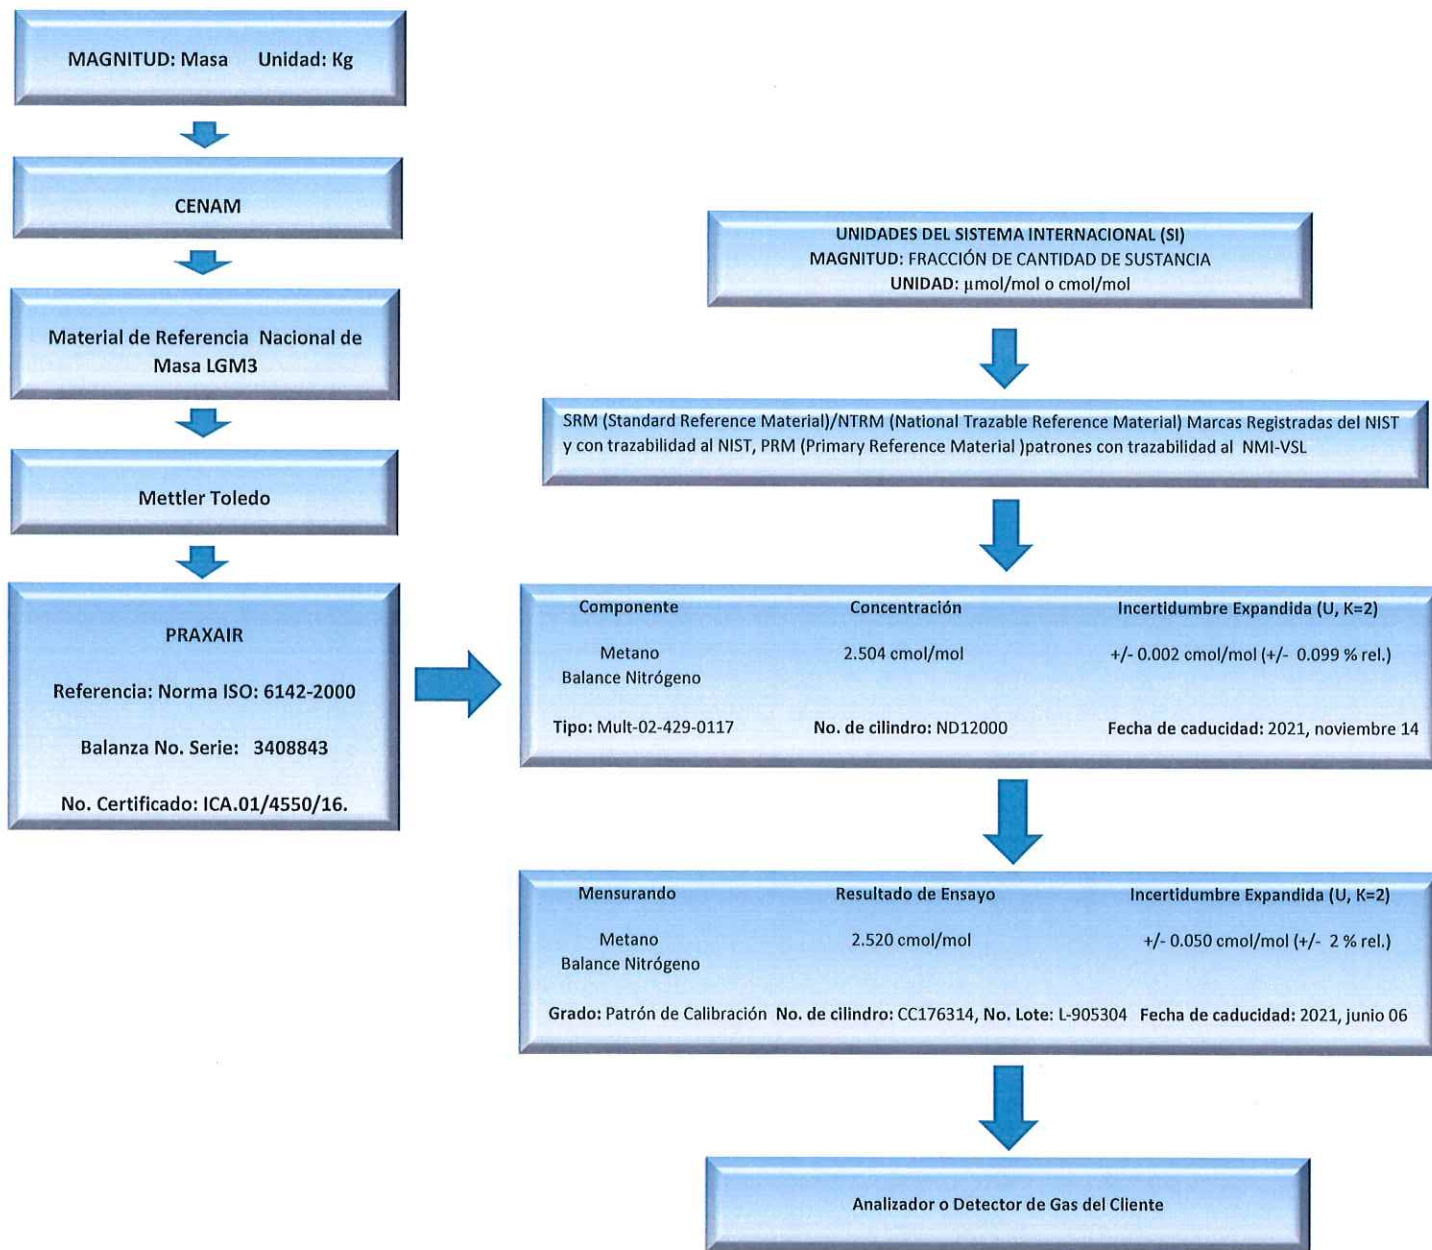 MAGNITUD: Masa Unidad: Kg
CENAM
Material de Referencia Nacional de
Masa LGM3
Mettler Toledo
PRAXAIR
Referencia: Norma ISO: 6142-2000
Balanza No. Serie: 3408843
No. Certificado: ICA.01/4550/16.
UNIDADES DEL SISTEMA INTERNACIONAL (SI)
MAGNITUD: FRACCIÓN DE CANTIDAD DE SUSTANCIA
UNIDAD: µmol/mol o cmol/mol
SRM (Standard Reference Material)/NTRM (National Trazable Reference Material) Marcas Registradas del NIST
y con trazabilidad al NIST, PRM (Primary Reference Material )patrones con trazabilidad al NMI-VSL
Componente Concentración Incertidumbre Expandida (U, K=2)
Metano 2.504 cmol/mol +/- 0.002 cmol/mol (+/- 0.099 % rel.)
Balance Nitrógeno
Tipo: Mult-02-429-0117 No. de cilindro: ND12000 Fecha de caducidad: 2021, noviembre 14
Mensurando Resultado de Ensayo Incertidumbre Expandida (U, K=2)
Metano 2.520 cmol/mol +/- 0.050 cmol/mol (+/- 2 % rel.)
Balance Nitrógeno
Grado: Patrón de Calibración No. de cilindro: CC176314, No. Lote: L-905304 Fecha de caducidad: 2021, junio 06
Analizador o Detector de Gas del Cliente